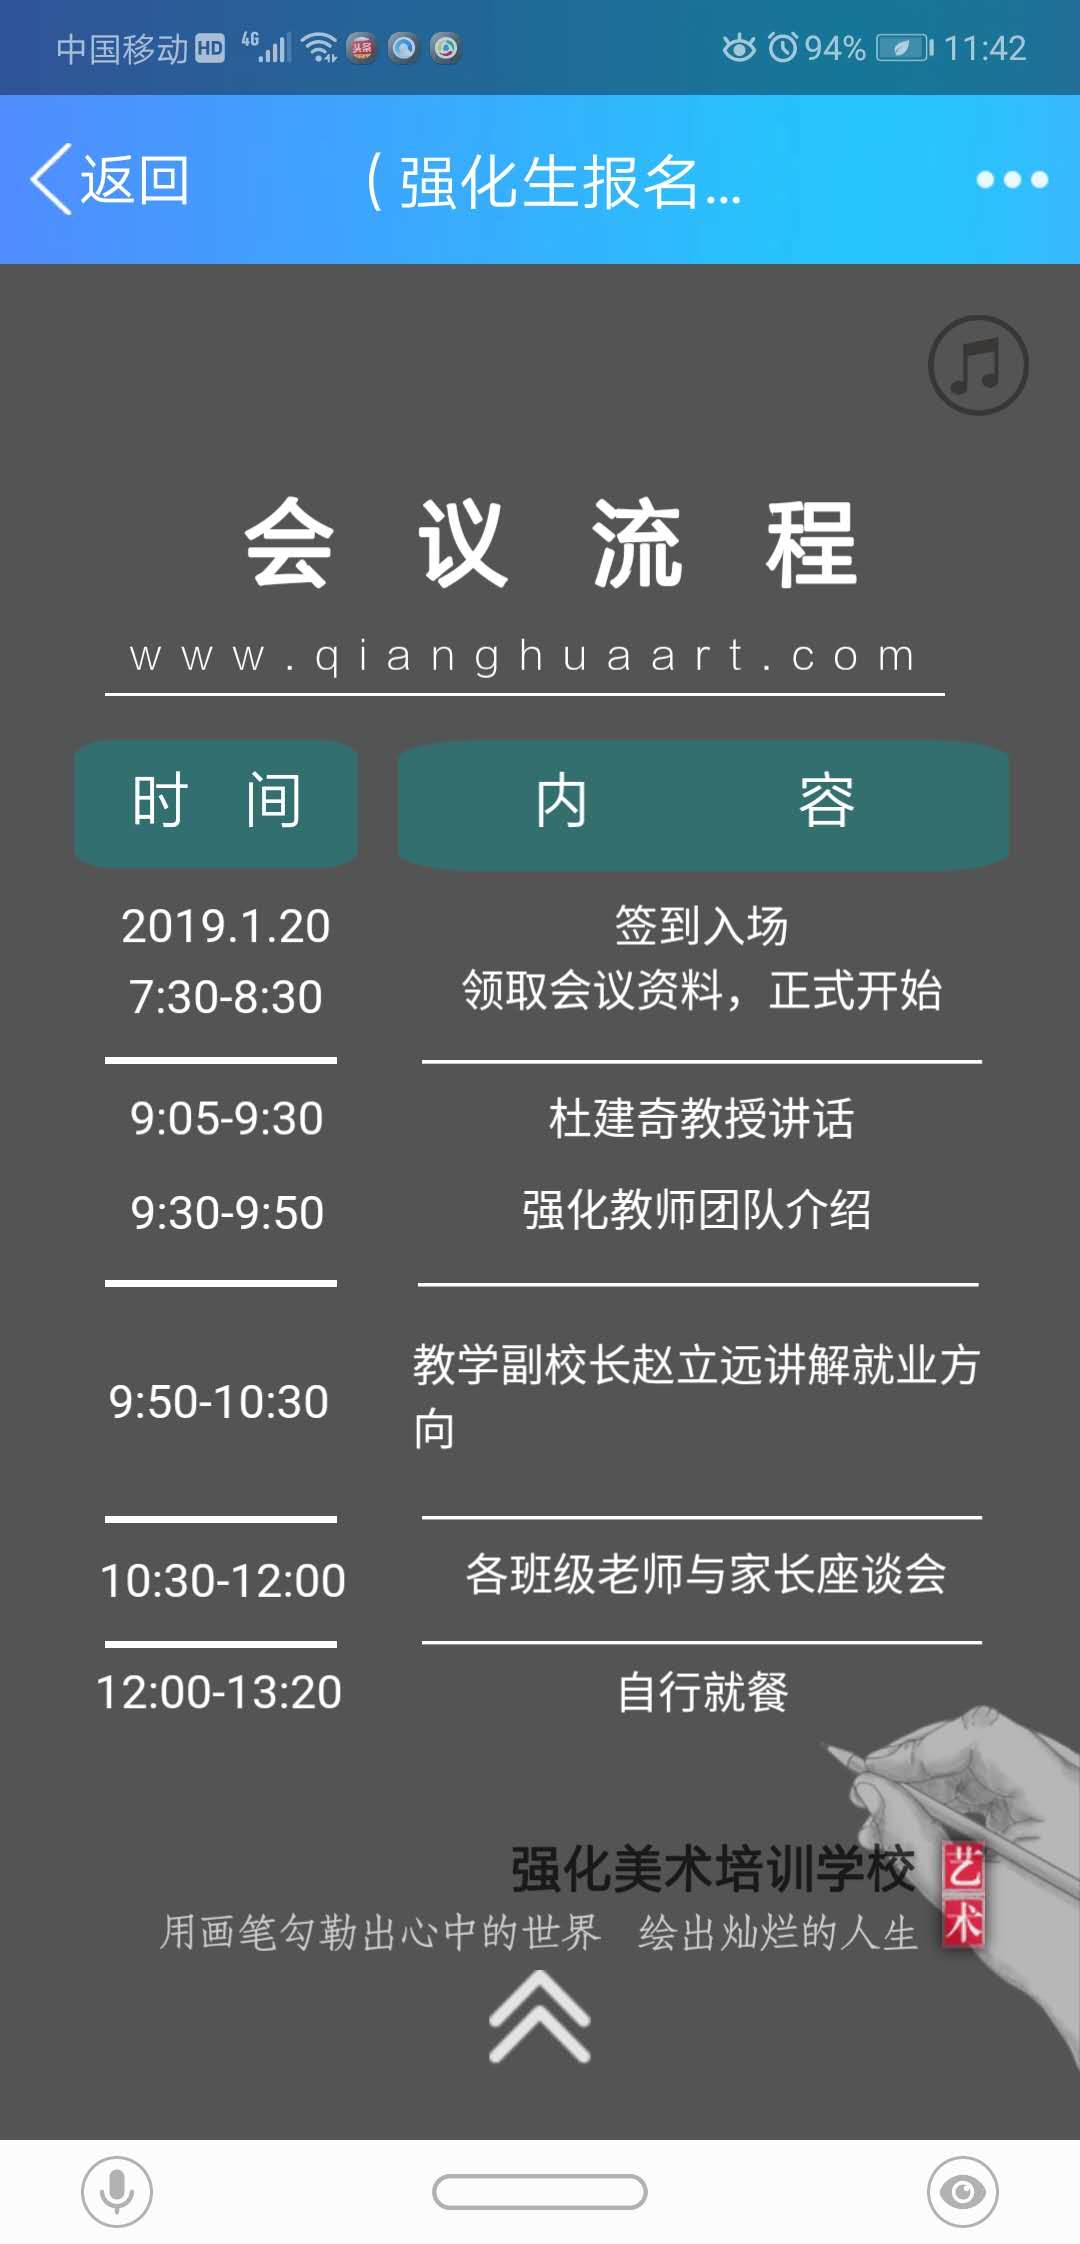 中国移动 HD 4G 头条 94% 11:42
返回 （强化生报名...
会议流程
www.qianghuaart.com
时间 内容
2019.1.20 签到入场
7:30-8:30 领取会议资料，正式开始
9:05-9:30 杜建奇教授讲话
9:30-9:50 强化教师团队介绍
教学副校长赵立远讲解就业方
9:50-10:30
向
10:30-12:00 各班级老师与家长座谈会
12:00-13:20 自行就餐
强化美术培训学校 艺术
用画笔勾勒出心中的世界 绘出灿烂的人生